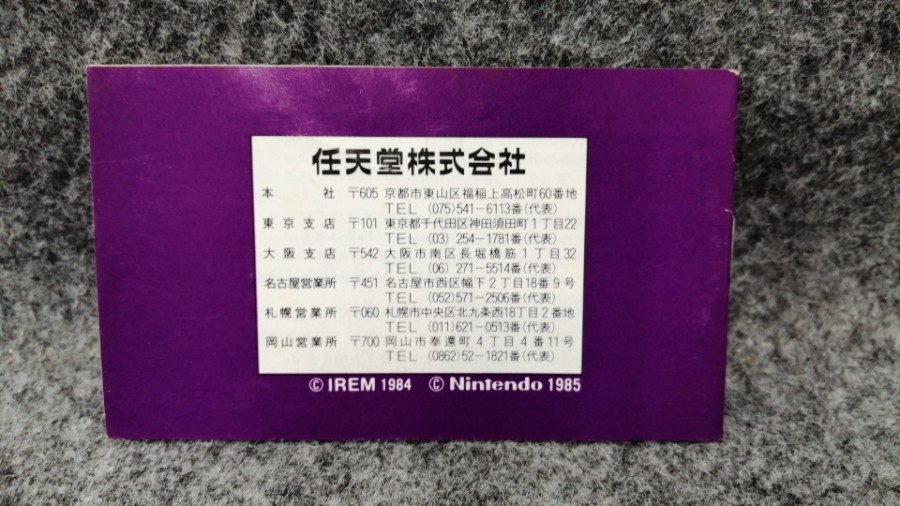 任天堂株式会社
本社 〒605 京都市東山区福稲上高松町60番地
TEL (075)541-6113番(代表)
東京支店 〒101 東京都千代田区神田須田町1丁目22
TEL (03) 254-1781番(代表)
大阪支店 〒542 大阪市南区長堀橋筋1丁目32
TEL (06) 271-5514番(代表)
名古屋営業所 〒451 名古屋市西区幅下2丁目18番9号
TEL (052)571-2506番(代表)
札幌営業所 〒060 札幌市中央区北九条西18丁目2番地
TEL (011)621-0513番(代表)
岡山営業所 〒700 岡山市奉還町4丁目4番11号
TEL (0862)52-1821番(代表)
© IREM 1984 © Nintendo 1985